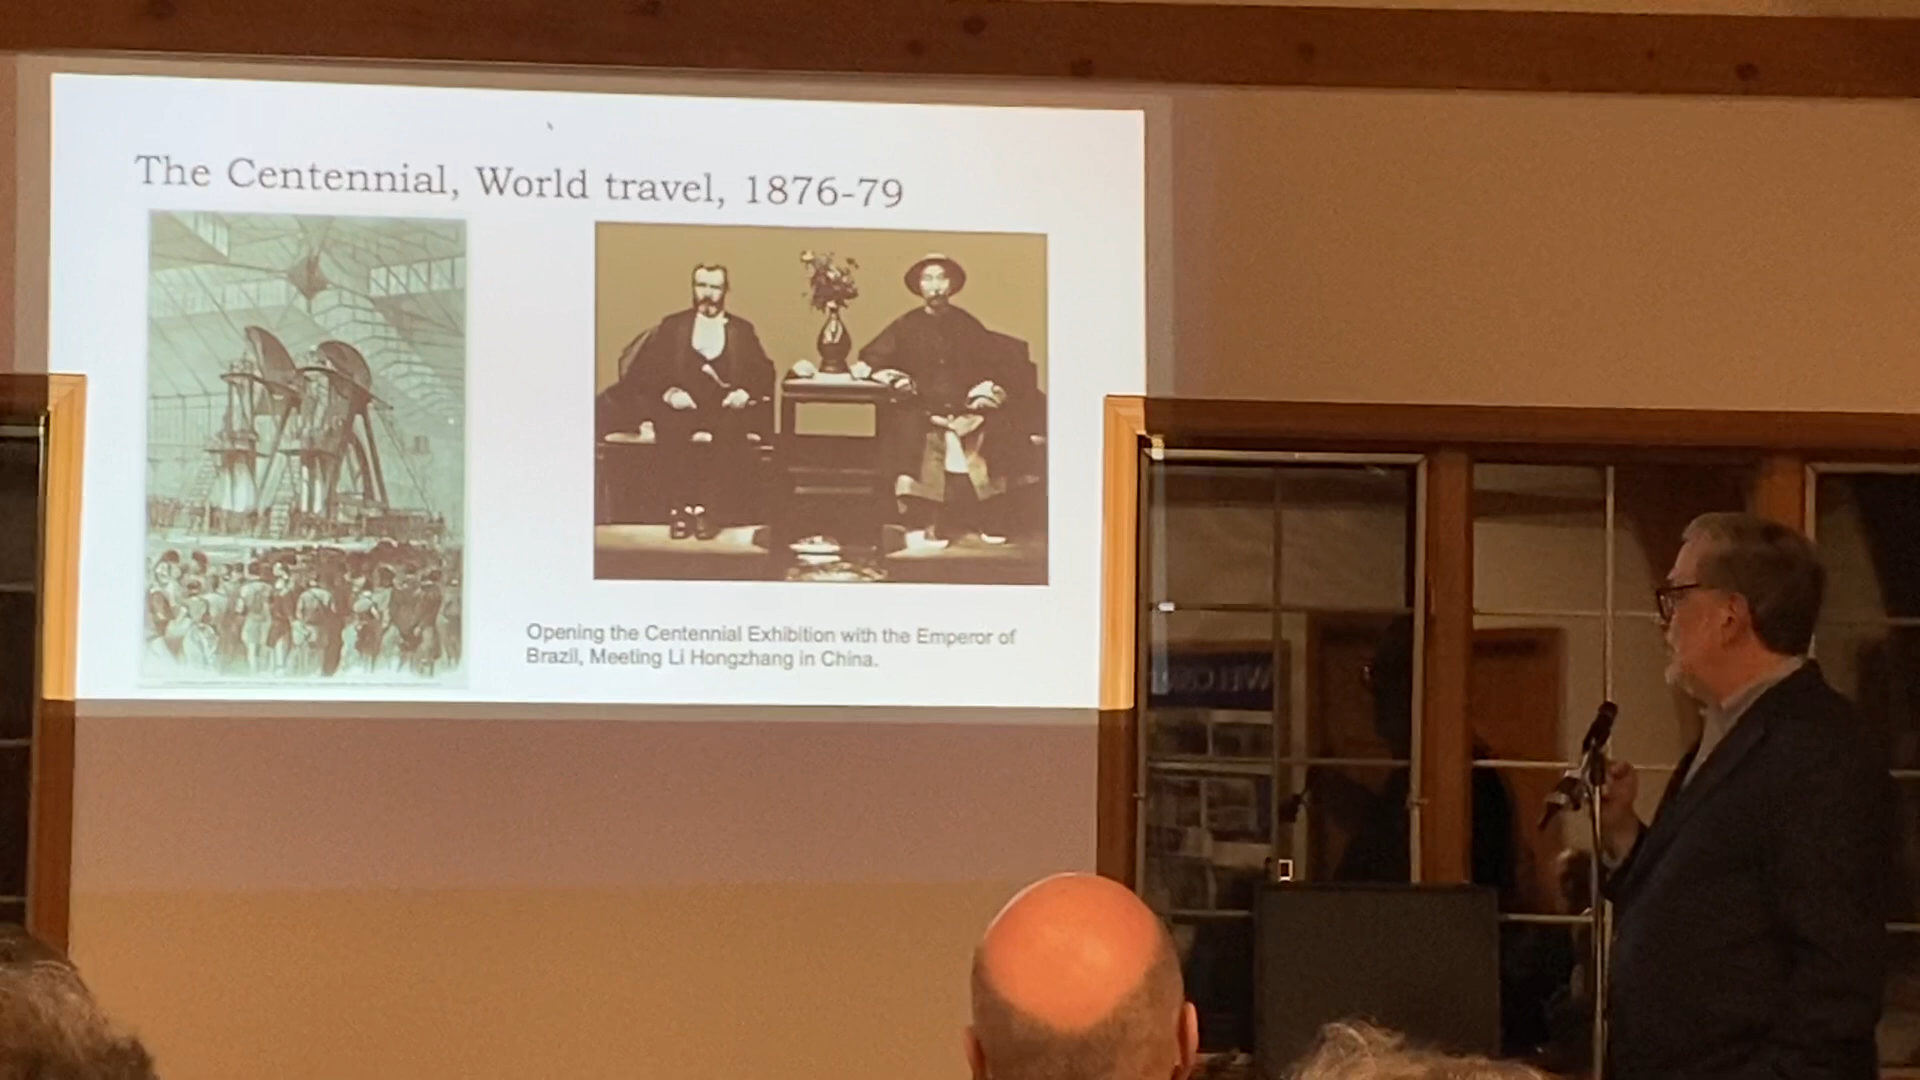 The Centennial, World travel, 1876-79
Opening the Centennial Exhibition with the Emperor of
Brazil, Meeting Li Hongzhang in China.